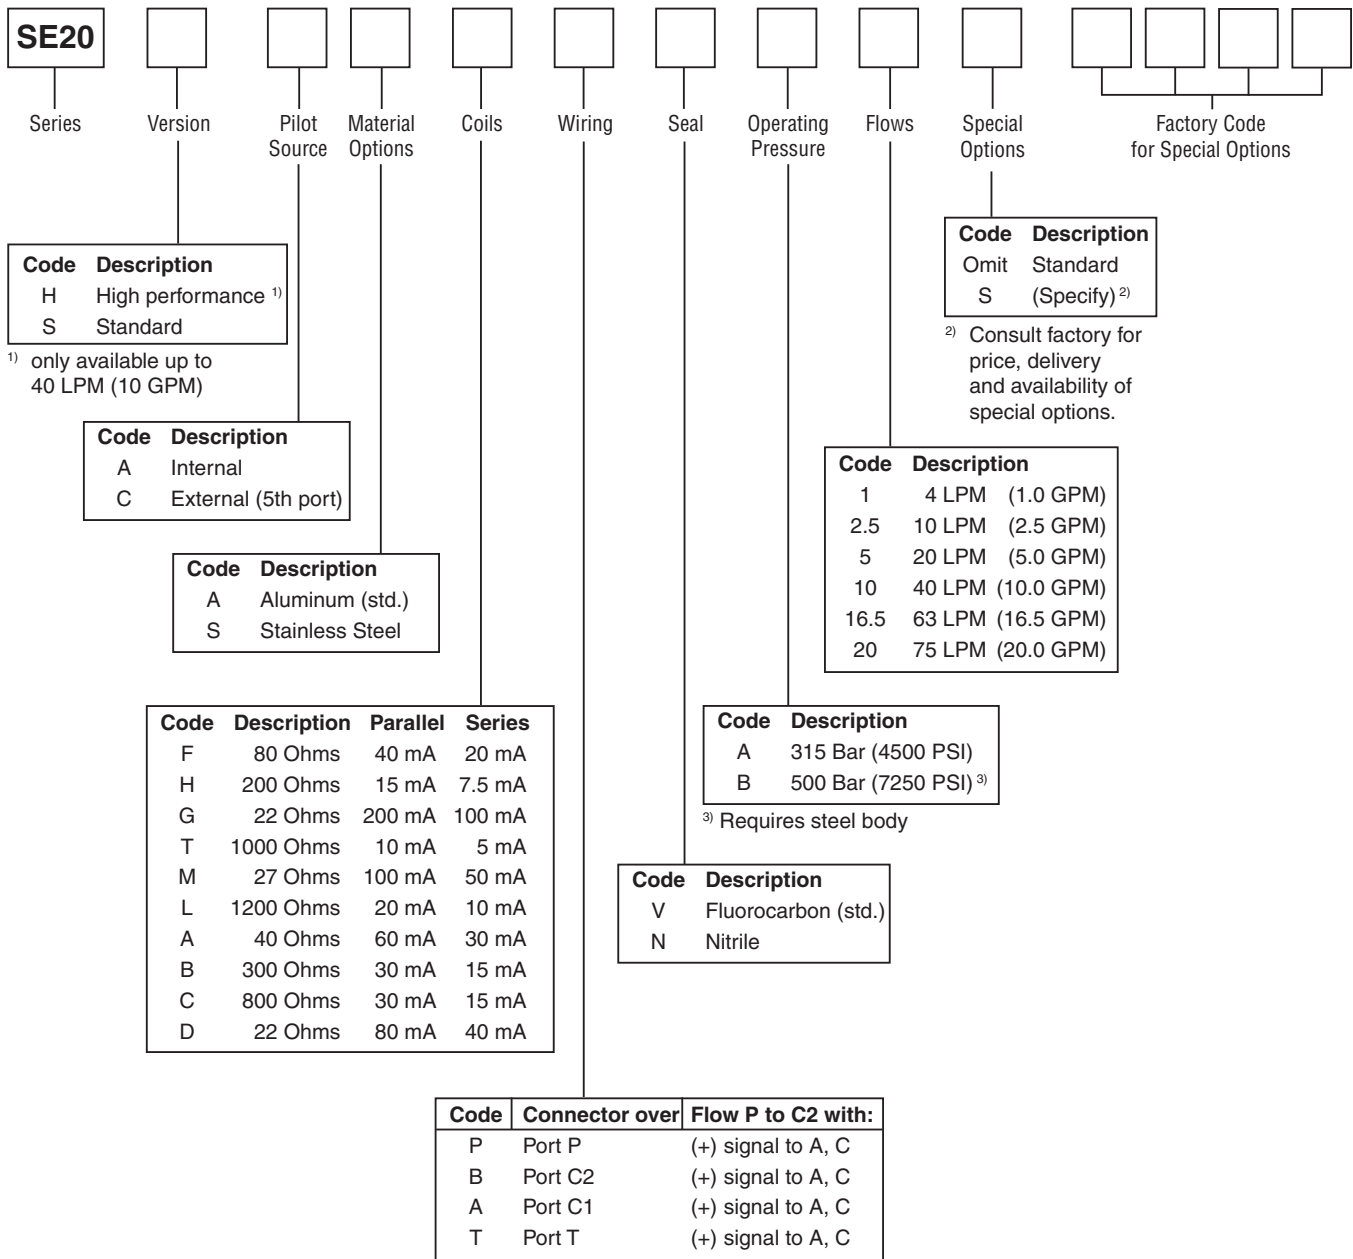 SE20
Series Version Pilot Source Material Options Coils Wiring Seal Operating Pressure Flows Special Options Factory Code for Special Options
Code Description
H High performance 1)
S Standard
1) only available up to
40 LPM (10 GPM)
Code Description
Omit Standard
S (Specify) 2)
2) Consult factory for
price, delivery
and availability of
special options.
Code Description
A Internal
C External (5th port)
Code Description
1 4 LPM (1.0 GPM)
2.5 10 LPM (2.5 GPM)
5 20 LPM (5.0 GPM)
10 40 LPM (10.0 GPM)
16.5 63 LPM (16.5 GPM)
20 75 LPM (20.0 GPM)
Code Description
A Aluminum (std.)
S Stainless Steel
Code Description Parallel Series
F 80 Ohms 40 mA 20 mA
H 200 Ohms 15 mA 7.5 mA
G 22 Ohms 200 mA 100 mA
T 1000 Ohms 10 mA 5 mA
M 27 Ohms 100 mA 50 mA
L 1200 Ohms 20 mA 10 mA
A 40 Ohms 60 mA 30 mA
B 300 Ohms 30 mA 15 mA
C 800 Ohms 30 mA 15 mA
D 22 Ohms 80 mA 40 mA
Code Description
A 315 Bar (4500 PSI)
B 500 Bar (7250 PSI) 3)
3) Requires steel body
Code Description
V Fluorocarbon (std.)
N Nitrile
Code Connector over Flow P to C2 with:
P Port P (+) signal to A, C
B Port C2 (+) signal to A, C
A Port C1 (+) signal to A, C
T Port T (+) signal to A, C